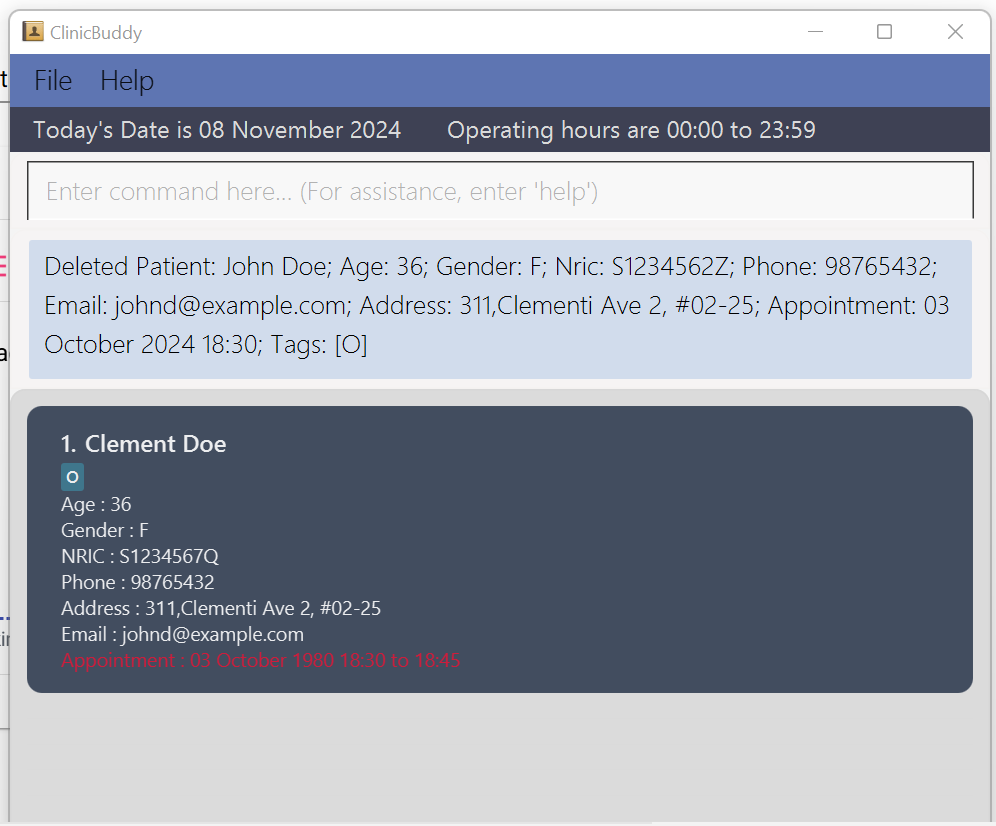 ClinicBuddy
File Help
Today's Date is 08 November 2024 Operating hours are 00:00 to 23:59
Enter command here... (For assistance, enter 'help')
Deleted Patient: John Doe; Age: 36; Gender: F; Nric: S1234562Z; Phone: 98765432;
Email: johnd@example.com; Address: 311,Clementi Ave 2, #02-25; Appointment: 03
October 2024 18:30; Tags: [O]
1. Clement Doe
O
Age : 36
Gender : F
NRIC : S1234567Q
Phone : 98765432
Address : 311,Clementi Ave 2, #02-25
Email : johnd@example.com
Appointment : 03 October 1980 18:30 to 18:45